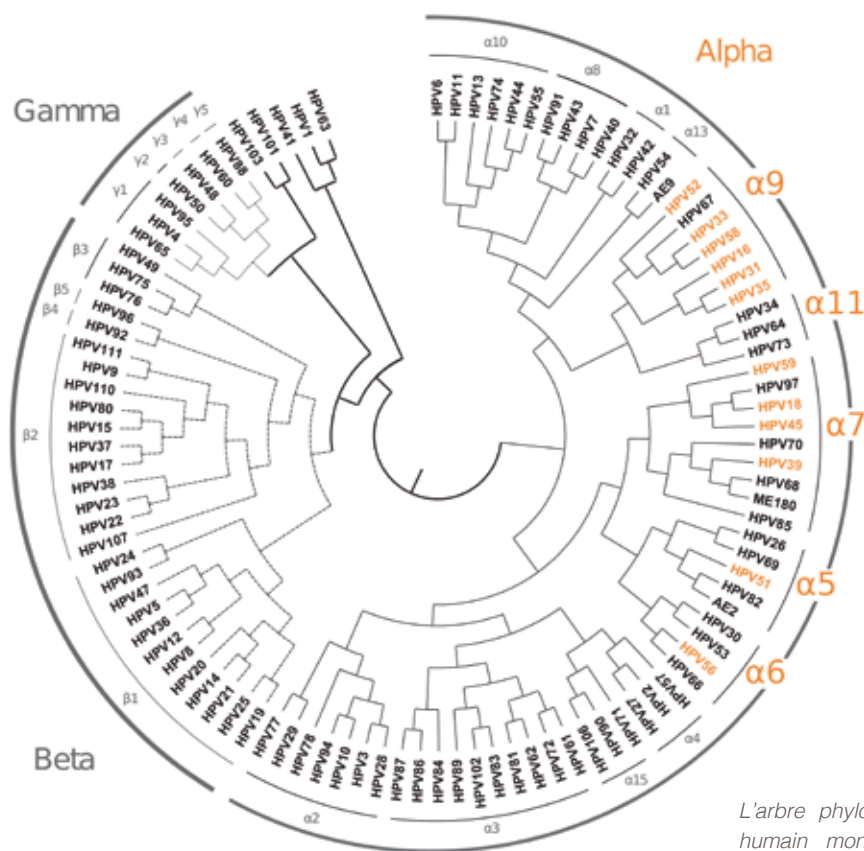 Alpha
α10
α8
α1
α13
α9
α11
α7
α5
α6
α4
α15
α3
α2
HPV6
HPV11
HPV13
HPV74
HPV44
HPV55
HPV91
HPV43
HPV7
HPV40
HPV32
HPV42
HPV54
AE9
HPV52
HPV67
HPV33
HPV58
HPV16
HPV31
HPV35
HPV34
HPV64
HPV73
HPV59
HPV97
HPV18
HPV45
HPV70
HPV39
HPV68
ME180
HPV85
HPV26
HPV69
HPV51
HPV82
AE2
HPV30
HPV53
HPV56
HPV66
HPV57
HPV2
HPV27
HPV71
HPV90
HPV106
HPV61
HPV72
HPV62
HPV81
HPV83
HPV102
HPV89
HPV84
HPV86
HPV87
HPV28
HPV3
HPV10
HPV94
HPV78
HPV29
HPV77
Beta
β1
β2
β4
β5
β3
HPV19
HPV25
HPV21
HPV14
HPV20
HPV8
HPV12
HPV36
HPV5
HPV47
HPV93
HPV24
HPV107
HPV22
HPV23
HPV38
HPV17
HPV37
HPV15
HPV80
HPV110
HPV9
HPV111
HPV92
HPV96
HPV76
HPV75
HPV49
Gamma
γ1
γ2
γ3
γ4
γ5
HPV65
HPV4
HPV95
HPV50
HPV48
HPV60
HPV88
HPV103
HPV101
HPV41
HPV1
HPV63
L'arbre phylo
humain mon